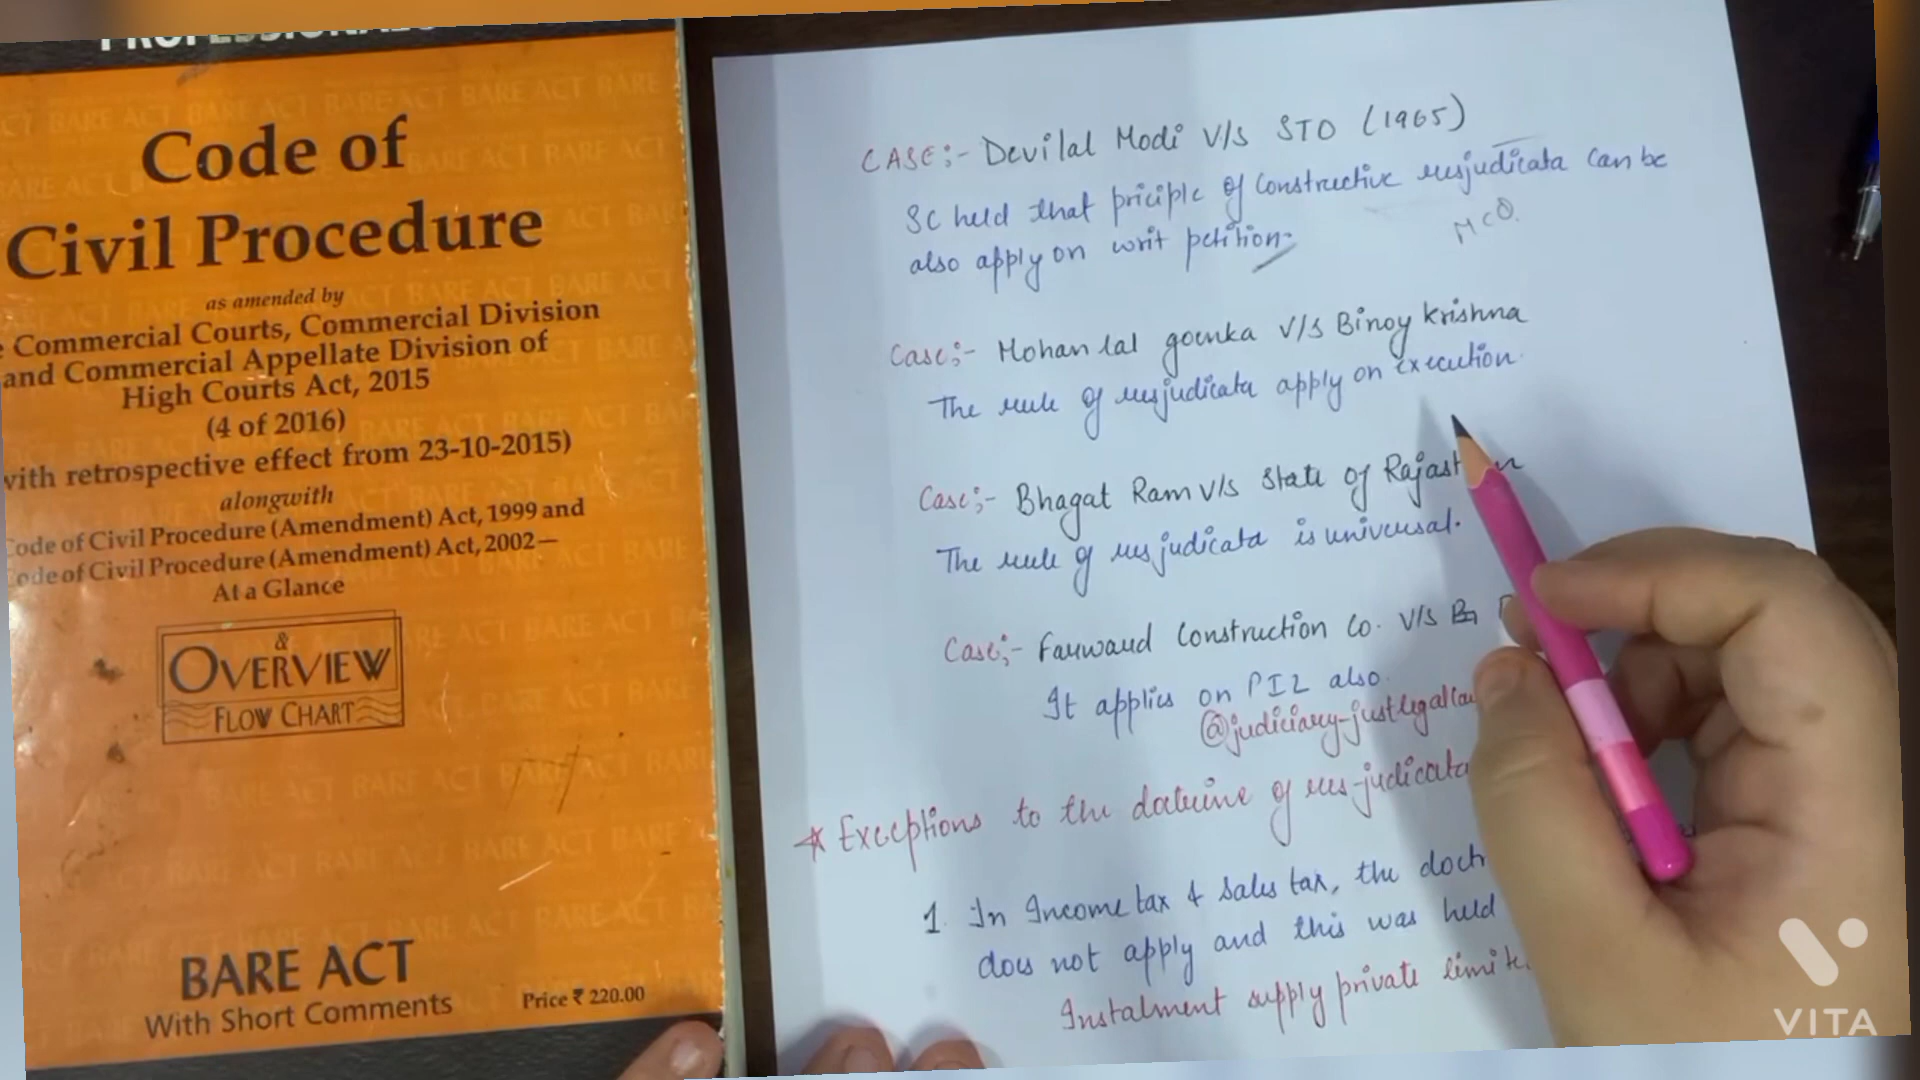 PROFESSIONAL'S
Code of
Civil Procedure
as amended by
Commercial Courts, Commercial Division
and Commercial Appellate Division of
High Courts Act, 2015
(4 of 2016)
with retrospective effect from 23-10-2015)
alongwith
Code of Civil Procedure (Amendment) Act, 1999 and
Code of Civil Procedure (Amendment) Act, 2002—
At a Glance
&
OVERVIEW
FLOW CHART
BARE ACT
With Short Comments
Price ₹ 220.00
CASE:- Devilal Modi V/S STO (1965)
SC held that priciple of constructive resjudicata can be
also apply on writ petition.
MCQ.
Case:- Mohan lal goenka V/S Binoy krishna
The rule of resjudicata apply on execution.
Case:- Bhagat Ram V/S State of
The rule of resjudicata is universal.
Case:- Farward Construction Co. V/S
It applies on PIL also.
@judiciary-justlegal
* Exceptions to the doctrine of res-judicata
1. In Income tax & Sales tax, the
does not apply and this was held
Instalment supply private
VITA